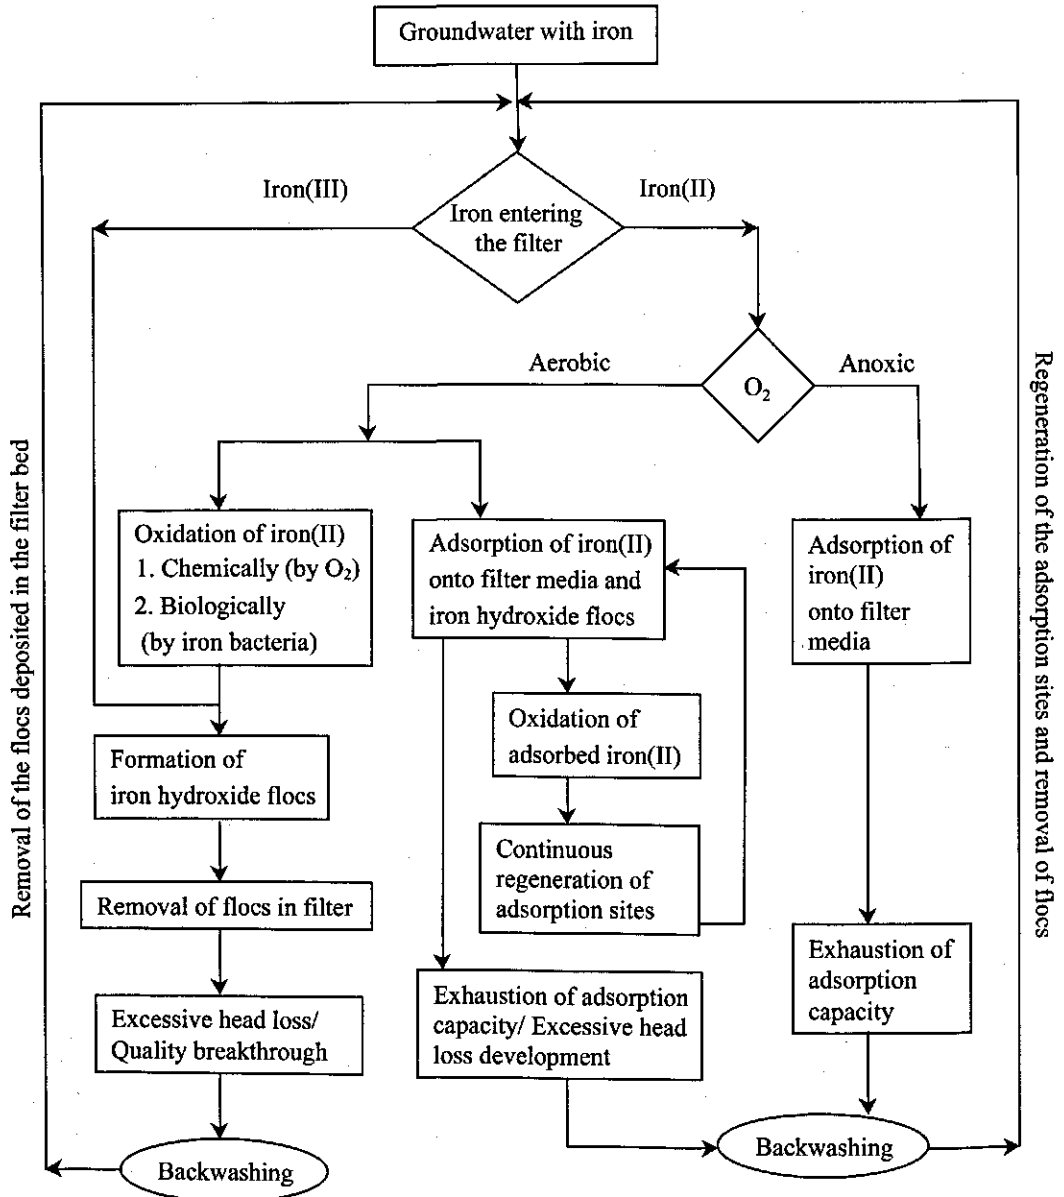 Groundwater with iron
Iron(III)
Iron(II)
Iron entering
the filter
Aerobic
Anoxic
O₂
Oxidation of iron(II)
1. Chemically (by O₂)
2. Biologically
(by iron bacteria)
Adsorption of iron(II)
onto filter media and
iron hydroxide flocs
Adsorption of
iron(II)
onto filter
media
Oxidation of
adsorbed iron(II)
Formation of
iron hydroxide flocs
Continuous
regeneration of
adsorption sites
Removal of flocs in filter
Exhaustion of adsorption
capacity/ Excessive head
loss development
Exhaustion of
adsorption
capacity
Excessive head loss/
Quality breakthrough
Backwashing
Backwashing
Removal of the flocs deposited in the filter bed
Regeneration of the adsorption sites and removal of flocs